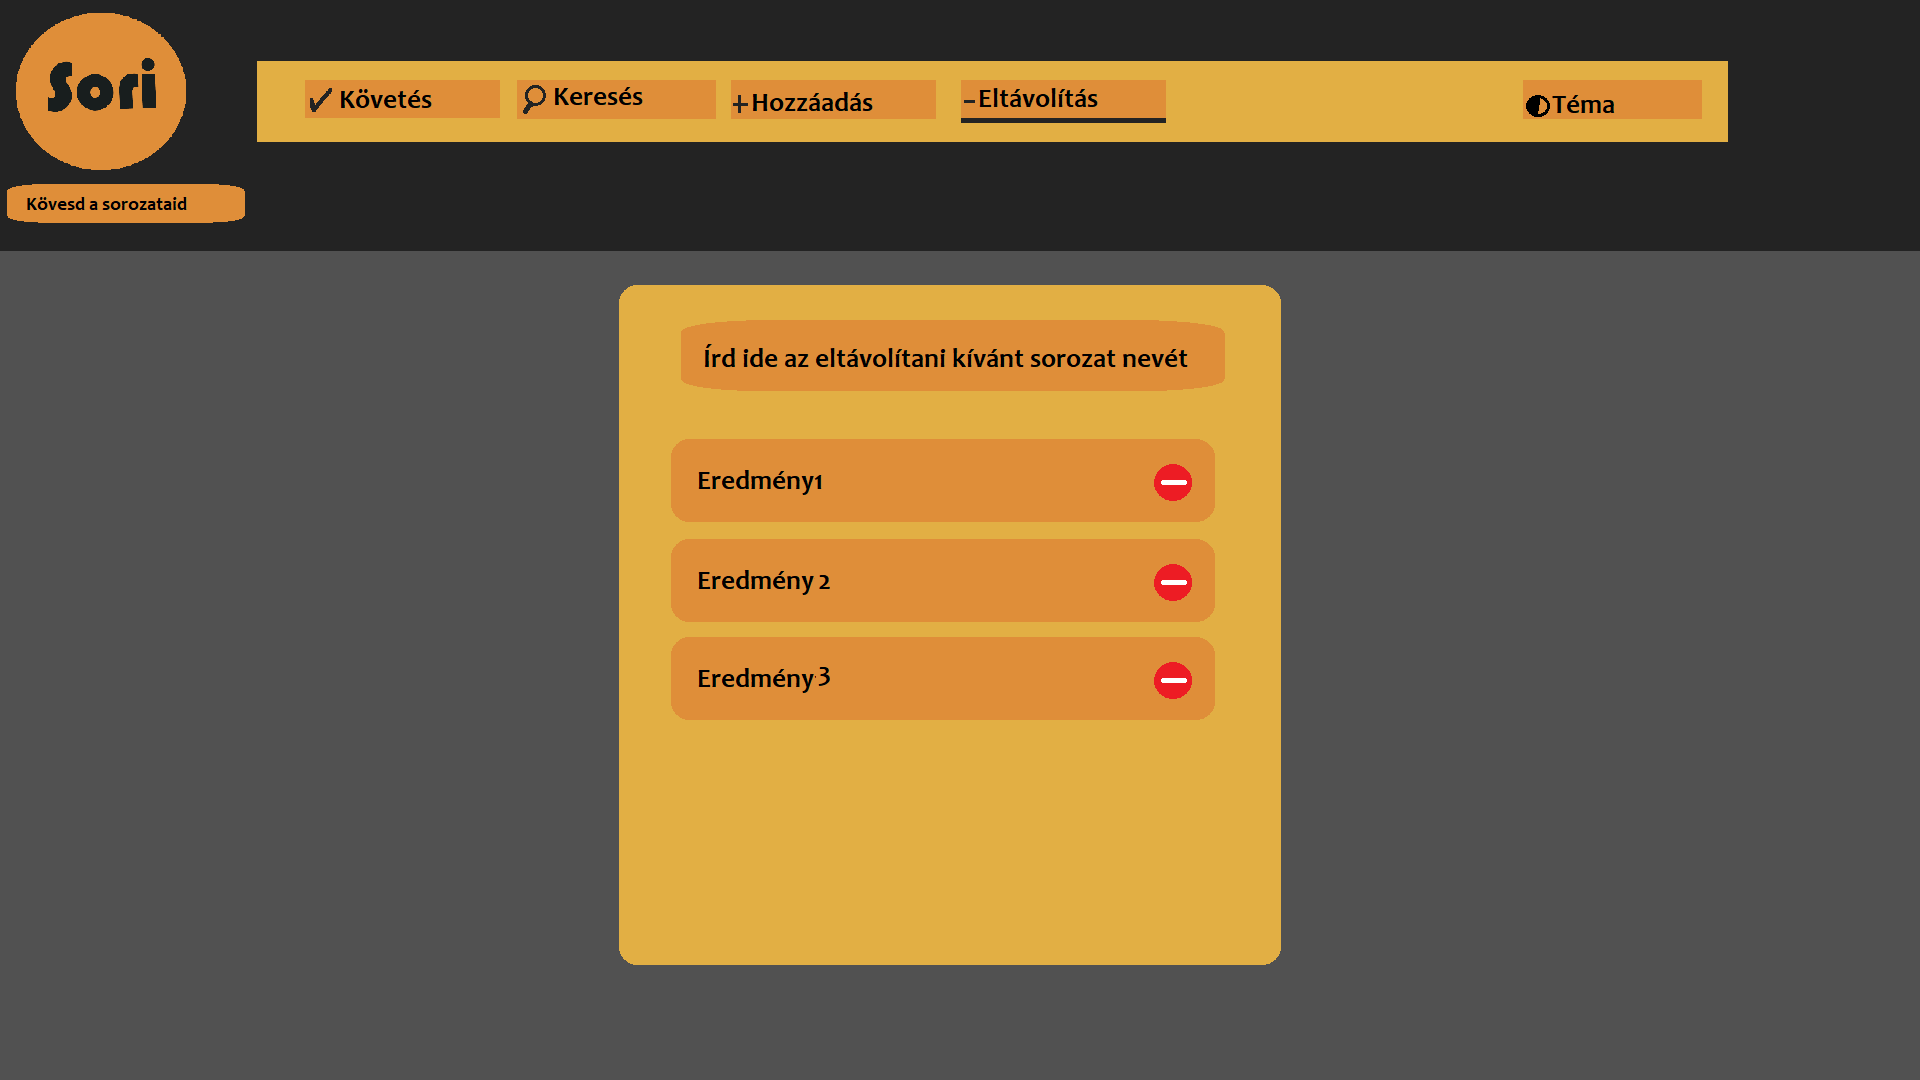 Sori
Követés
Keresés
+Hozzáadás
-Eltávolítás
Téma
Kövesd a sorozataid
Írd ide az eltávolítani kívánt sorozat nevét
Eredmény1
Eredmény 2
Eredmény 3